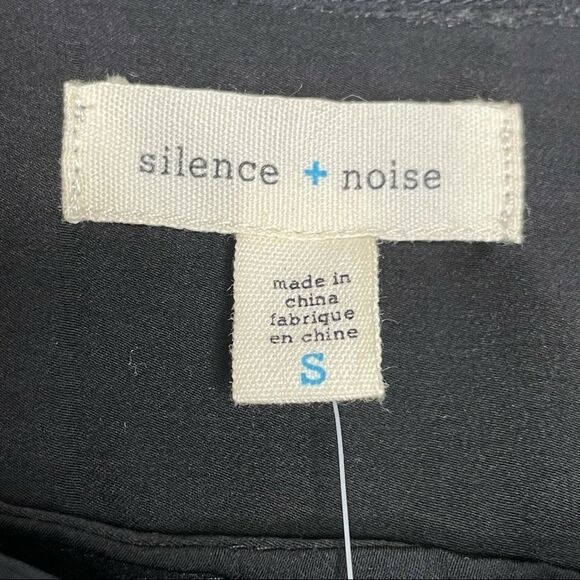 silence + noise
made in
china
fabrique
en chine
S